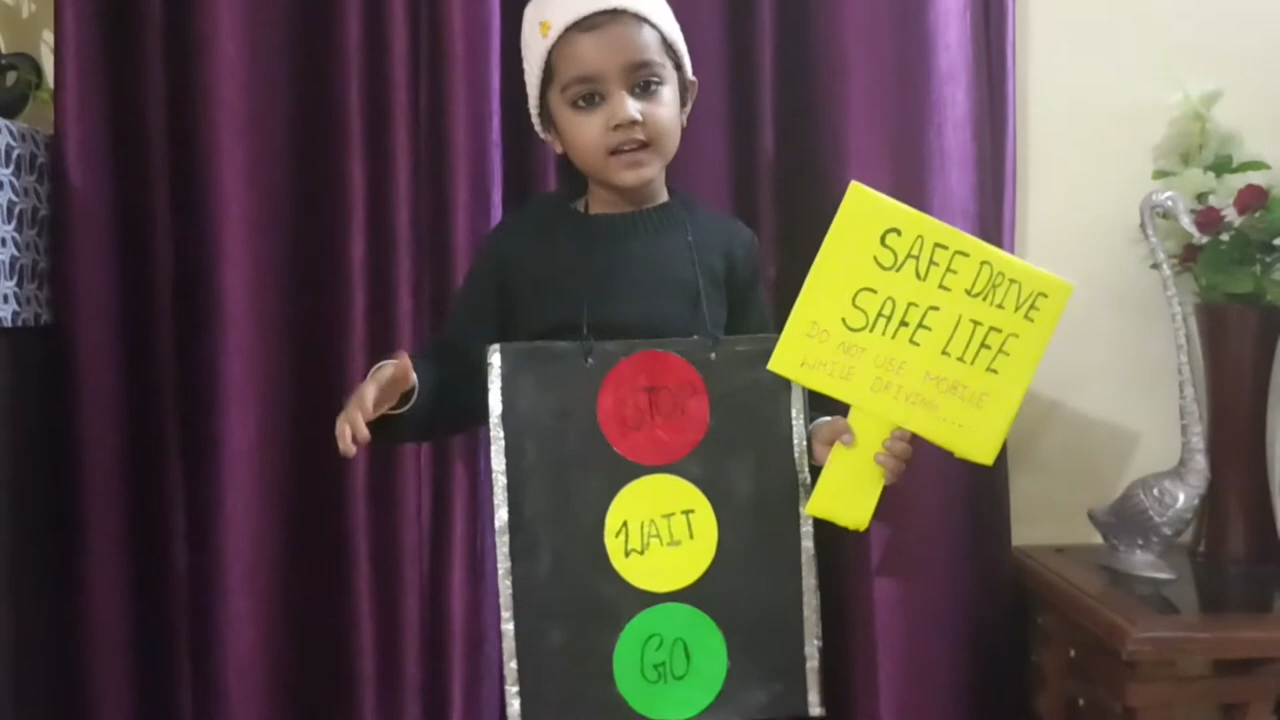 STOP
WAIT
GO
SAFE DRIVE
SAFE LIFE
DO NOT USE MOBILE
WHILE DRIVING.....